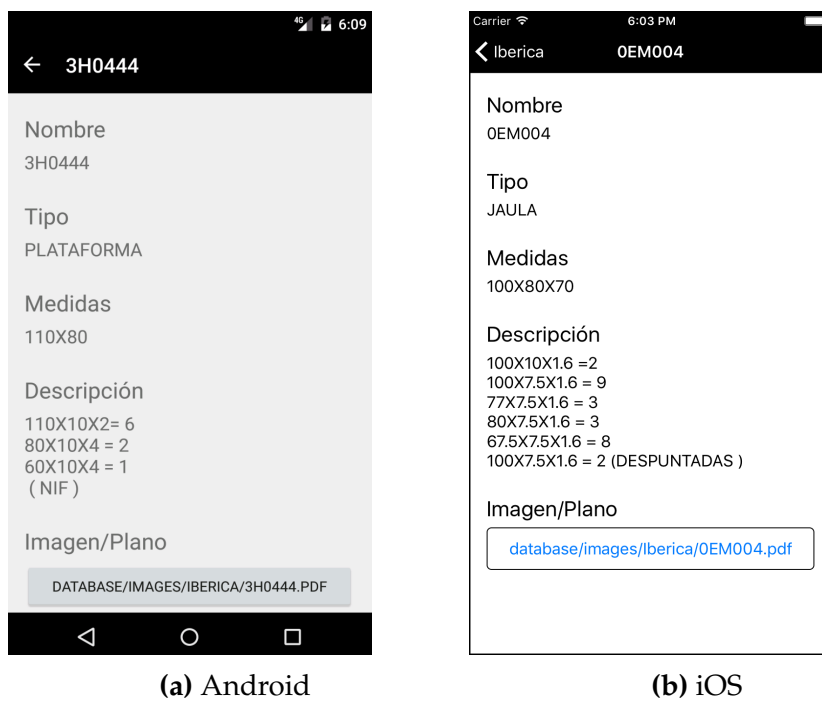 4G 6:09
3H0444
Nombre
3H0444
Tipo
PLATAFORMA
Medidas
110X80
Descripción
110X10X2= 6
80X10X4 = 2
60X10X4 = 1
( NIF )
Imagen/Plano
DATABASE/IMAGES/IBERICA/3H0444.PDF
(a) Android
Carrier 6:03 PM
Iberica 0EM004
Nombre
0EM004
Tipo
JAULA
Medidas
100X80X70
Descripción
100X10X1.6 =2
100X7.5X1.6 = 9
77X7.5X1.6 = 3
80X7.5X1.6 = 3
67.5X7.5X1.6 = 8
100X7.5X1.6 = 2 (DESPUNTADAS )
Imagen/Plano
database/images/Iberica/0EM004.pdf
(b) iOS